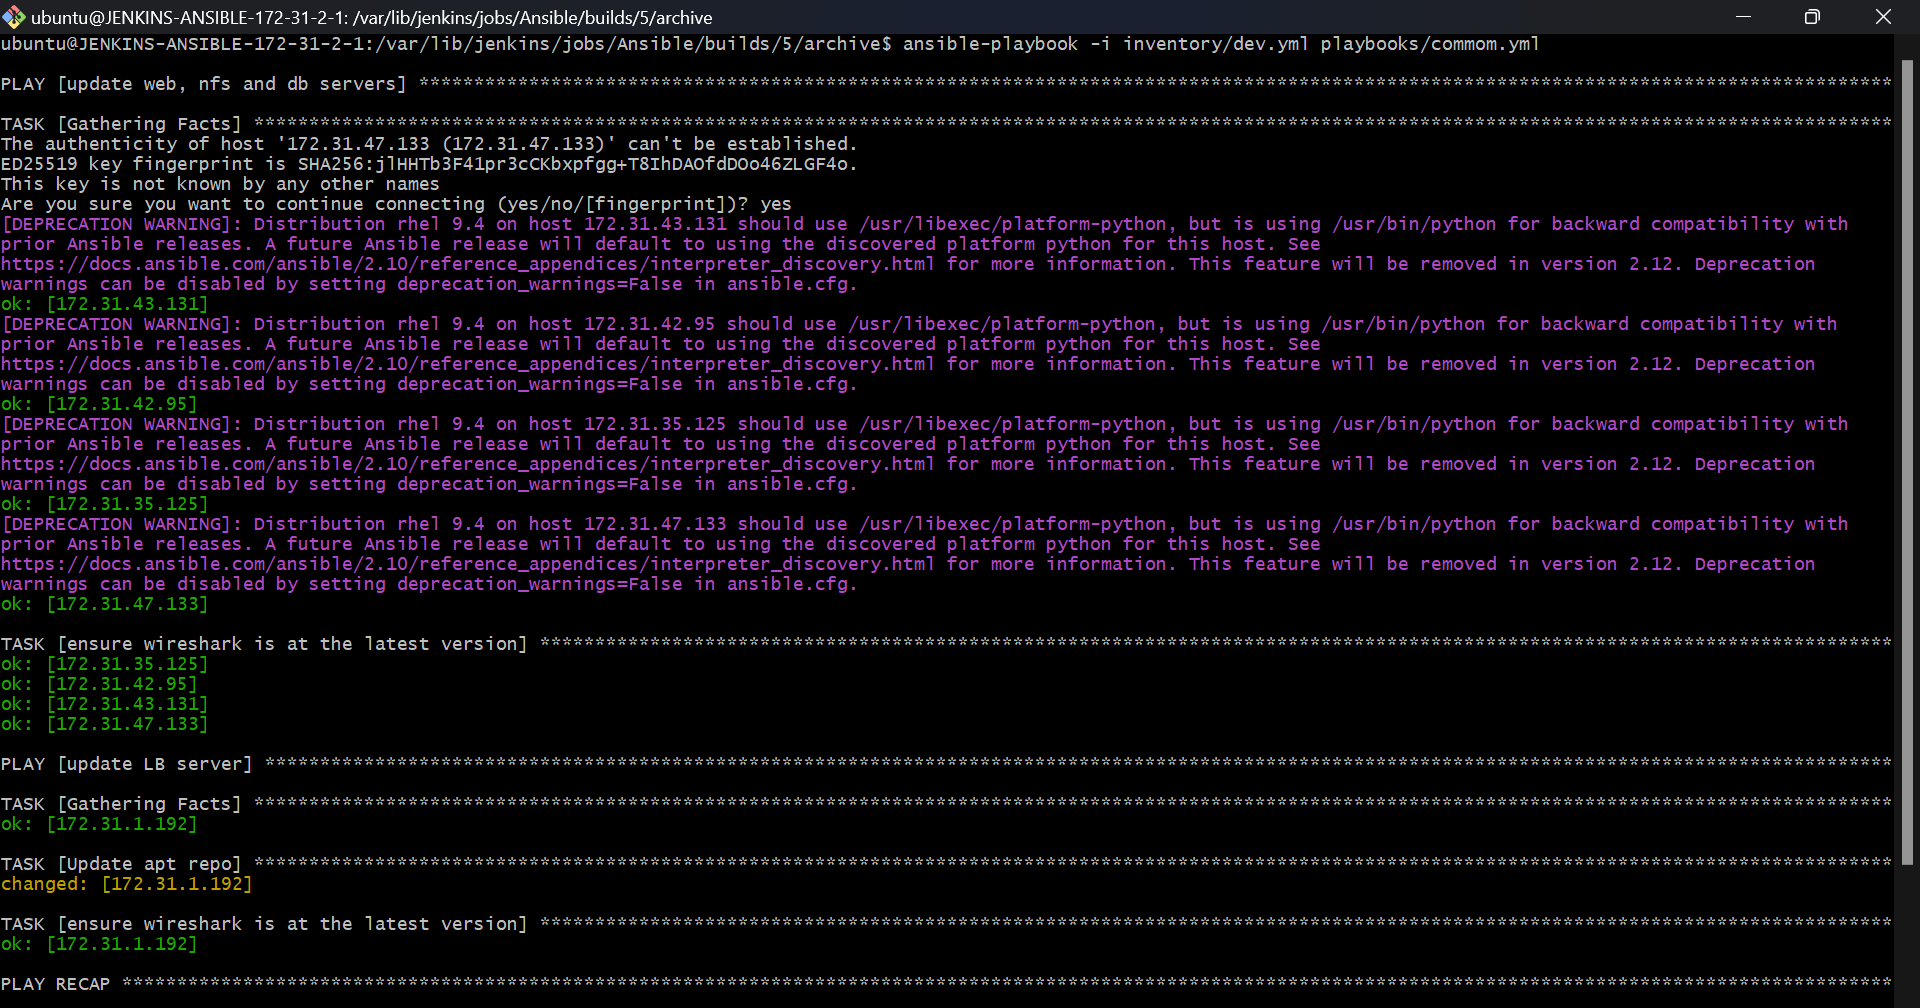 ubuntu@JENKINS-ANSIBLE-172-31-2-1: /var/lib/jenkins/jobs/Ansible/builds/5/archive
ubuntu@JENKINS-ANSIBLE-172-31-2-1:/var/lib/jenkins/jobs/Ansible/builds/5/archive$ ansible-playbook -i inventory/dev.yml playbooks/commom.yml
PLAY [update web, nfs and db servers] **************************************************************************************************************************************
TASK [Gathering Facts] *****************************************************************************************************************************************************
The authenticity of host '172.31.47.133 (172.31.47.133)' can't be established.
ED25519 key fingerprint is SHA256:jlHHTb3F41pr3cCKbxpfgg+T8IhDAOfdDOo46ZLGF4o.
This key is not known by any other names
Are you sure you want to continue connecting (yes/no/[fingerprint])? yes
[DEPRECATION WARNING]: Distribution rhel 9.4 on host 172.31.43.131 should use /usr/libexec/platform-python, but is using /usr/bin/python for backward compatibility with
prior Ansible releases. A future Ansible release will default to using the discovered platform python for this host. See
https://docs.ansible.com/ansible/2.10/reference_appendices/interpreter_discovery.html for more information. This feature will be removed in version 2.12. Deprecation
warnings can be disabled by setting deprecation_warnings=False in ansible.cfg.
ok: [172.31.43.131]
[DEPRECATION WARNING]: Distribution rhel 9.4 on host 172.31.42.95 should use /usr/libexec/platform-python, but is using /usr/bin/python for backward compatibility with
prior Ansible releases. A future Ansible release will default to using the discovered platform python for this host. See
https://docs.ansible.com/ansible/2.10/reference_appendices/interpreter_discovery.html for more information. This feature will be removed in version 2.12. Deprecation
warnings can be disabled by setting deprecation_warnings=False in ansible.cfg.
ok: [172.31.42.95]
[DEPRECATION WARNING]: Distribution rhel 9.4 on host 172.31.35.125 should use /usr/libexec/platform-python, but is using /usr/bin/python for backward compatibility with
prior Ansible releases. A future Ansible release will default to using the discovered platform python for this host. See
https://docs.ansible.com/ansible/2.10/reference_appendices/interpreter_discovery.html for more information. This feature will be removed in version 2.12. Deprecation
warnings can be disabled by setting deprecation_warnings=False in ansible.cfg.
ok: [172.31.35.125]
[DEPRECATION WARNING]: Distribution rhel 9.4 on host 172.31.47.133 should use /usr/libexec/platform-python, but is using /usr/bin/python for backward compatibility with
prior Ansible releases. A future Ansible release will default to using the discovered platform python for this host. See
https://docs.ansible.com/ansible/2.10/reference_appendices/interpreter_discovery.html for more information. This feature will be removed in version 2.12. Deprecation
warnings can be disabled by setting deprecation_warnings=False in ansible.cfg.
ok: [172.31.47.133]
TASK [ensure wireshark is at the latest version] ***************************************************************************************************************************
ok: [172.31.35.125]
ok: [172.31.42.95]
ok: [172.31.43.131]
ok: [172.31.47.133]
PLAY [update LB server] ****************************************************************************************************************************************************
TASK [Gathering Facts] *****************************************************************************************************************************************************
ok: [172.31.1.192]
TASK [Update apt repo] *****************************************************************************************************************************************************
changed: [172.31.1.192]
TASK [ensure wireshark is at the latest version] ***************************************************************************************************************************
ok: [172.31.1.192]
PLAY RECAP *****************************************************************************************************************************************************************